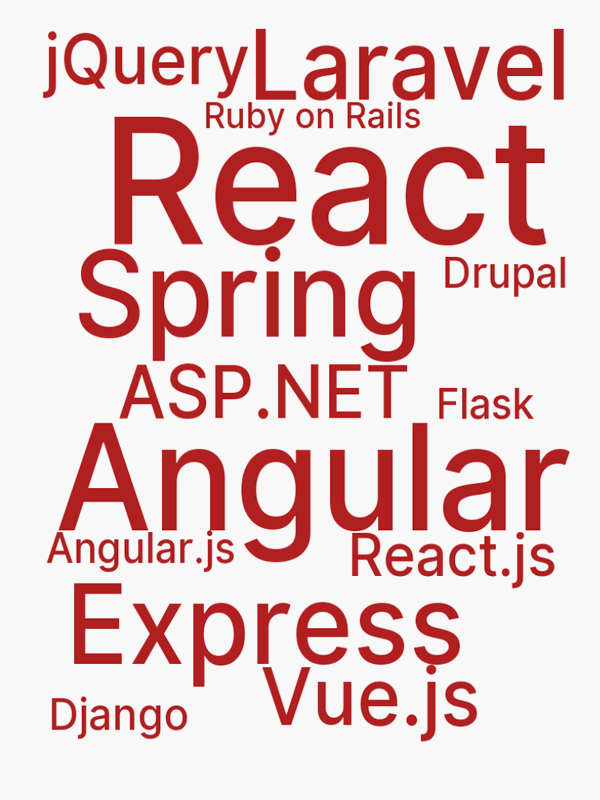 jQuery Laravel
Ruby on Rails
React
Spring
Drupal
ASP.NET
Flask
Angular
Angular.js
React.js
Express
Vue.js
Django